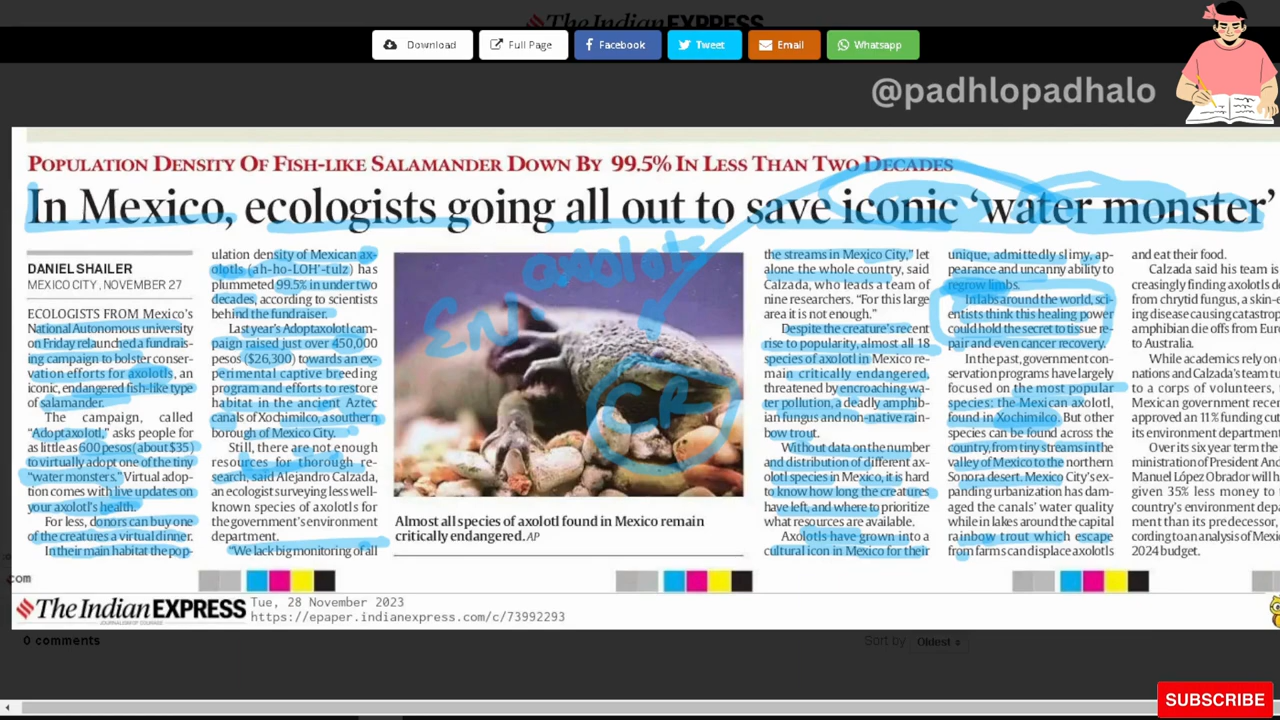 The Indian EXPRESS
Download
Full Page
Facebook
Tweet
Email
Whatsapp
@padhlopadhalo
POPULATION DENSITY OF FISH-LIKE SALAMANDER DOWN BY 99.5% IN LESS THAN TWO DECADES
In Mexico, ecologists going all out to save iconic ‘water monster’
DANIEL SHAILER
MEXICO CITY, NOVEMBER 27
ECOLOGISTS FROM Mexico's
National Autonomous university
on Friday relaunched a fundrais-
ing campaign to bolster conser-
vation efforts for axolotls, an
iconic, endangered fish-like type
of salamander.
The campaign, called
“Adoptaxolotl,” asks people for
as little as 600 pesos (about $35)
to virtually adopt one of the tiny
“water monsters.” Virtual adop-
tion comes with live updates on
your axolotl's health.
For less, donors can buy one
of the creatures a virtual dinner.
In their main habitat the pop-
ulation density of Mexican ax-
olotls (ah-ho-LOH'-tulz) has
plummeted 99.5% in under two
decades, according to scientists
behind the fundraiser.
Last year's Adoptaxolotl cam-
paign raised just over 450,000
pesos ($26,300) towards an ex-
perimental captive breeding
program and efforts to restore
habitat in the ancient Aztec
canals of Xochimilco, a southern
borough of Mexico City.
Still, there are not enough
resources for thorough re-
search, said Alejandro Calzada,
an ecologist surveying less well-
known species of axolotls for
the government's environment
department.
“We lack big monitoring of all
axolotls
En.
CR
Almost all species of axolotl found in Mexico remain
critically endangered. AP
the streams in Mexico City,” let
alone the whole country, said
Calzada, who leads a team of
nine researchers. “For this large
area it is not enough.”
Despite the creature's recent
rise to popularity, almost all 18
species of axolotl in Mexico re-
main critically endangered,
threatened by encroaching wa-
ter pollution, a deadly amphib-
ian fungus and non-native rain-
bow trout.
Without data on the number
and distribution of different ax-
olotl species in Mexico, it is hard
to know how long the creatures
have left, and where to prioritize
what resources are available.
Axolotls have grown into a
cultural icon in Mexico for their
unique, admittedly slimy, ap-
pearance and uncanny ability to
regrow limbs.
In labs around the world, sci-
entists think this healing power
could hold the secret to tissue re-
pair and even cancer recovery.
In the past, government con-
servation programs have largely
focused on the most popular
species: the Mexican axolotl,
found in Xochimilco. But other
species can be found across the
country, from tiny streams in the
valley of Mexico to the northern
Sonora desert. Mexico City's ex-
panding urbanization has dam-
aged the canals' water quality
while in lakes around the capital
rainbow trout which escape
from farms can displace axolotls
and eat their food.
Calzada said his team is
creasingly finding axolotls d
from chytrid fungus, a skin-e
ing disease causing catastrop
amphibian die offs from Eur
to Australia.
While academics rely on
nations and Calzada's team tu
to a corps of volunteers,
Mexican government recen
approved an 11% funding cu
its environment department
Over its six year term the
ministration of President And
Manuel López Obrador will h
given 35% less money to
country's environment depa
ment than its predecessor,
cording to an analysis of Mexi
2024 budget.
com
The Indian EXPRESS
JOURNALISM OF COURAGE
Tue, 28 November 2023
https://epaper.indianexpress.com/c/73992293
0 comments
Sort by Oldest
SUBSCRIBE